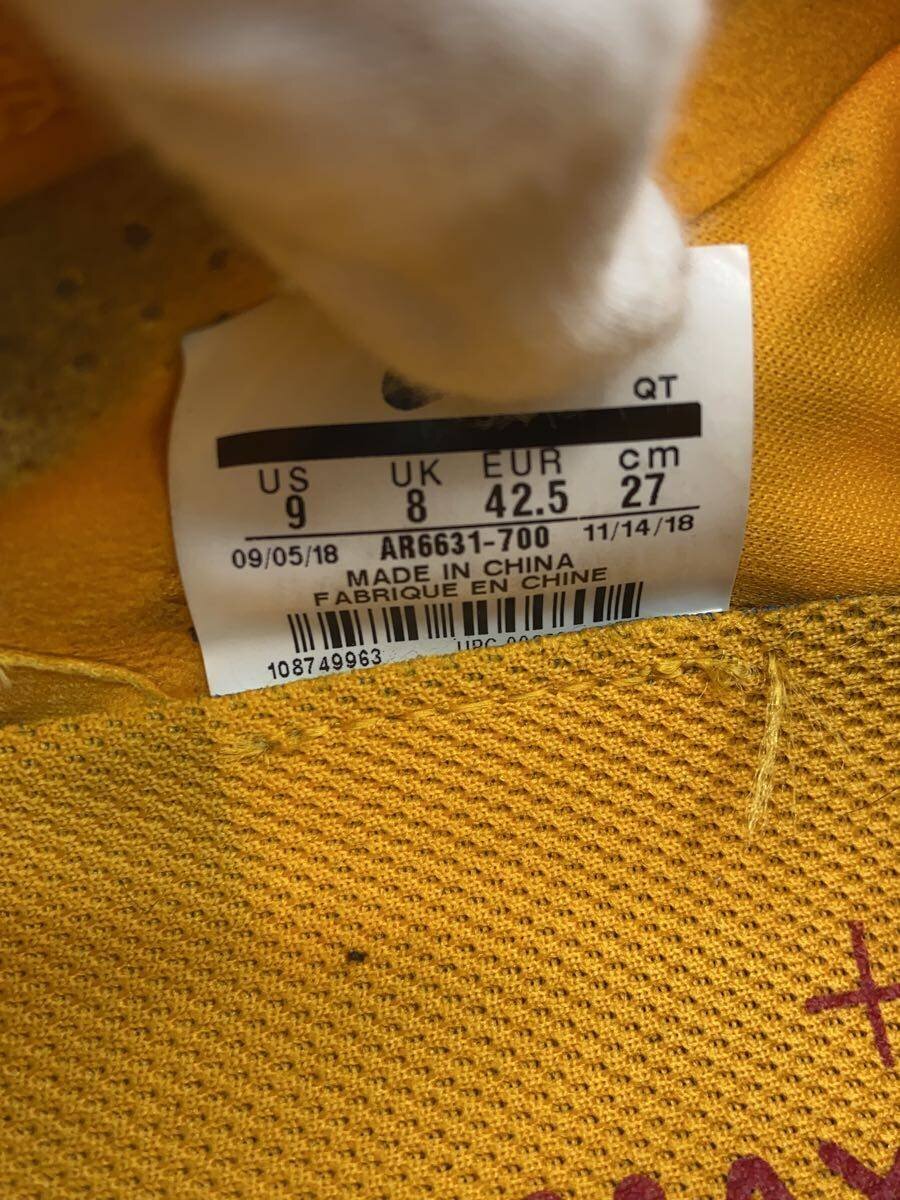 QT
US UK EUR cm
9 8 42.5 27
09/05/18 AR6631-700 11/14/18
MADE IN CHINA
FABRIQUE EN CHINE
108749963
+